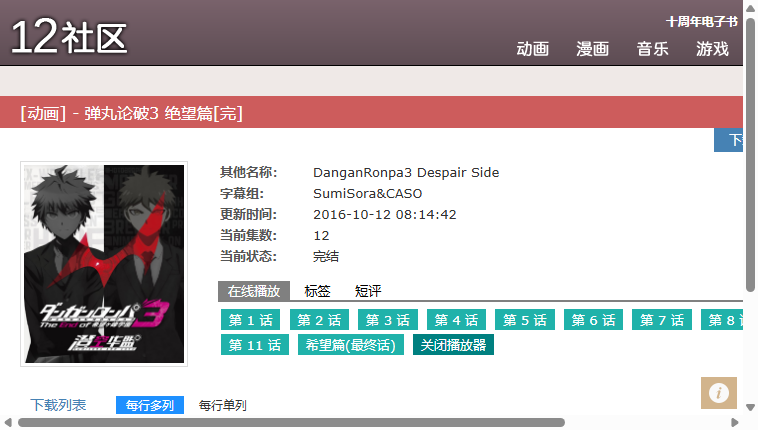 12社区
十周年电子书
动画 漫画 音乐 游戏
[动画] - 弹丸论破3 绝望篇[完]
其他名称： DanganRonpa3 Despair Side
字幕组： SumiSora&CASO
更新时间： 2016-10-12 08:14:42
当前集数： 12
当前状态： 完结
ダンガンロンパ3
The End of 希望ヶ峰学園
在线播放 标签 短评
第 1 话 第 2 话 第 3 话 第 4 话 第 5 话 第 6 话 第 7 话 第 8
第 11 话 希望篇(最终话) 关闭播放器
下载列表 每行多列 每行单列